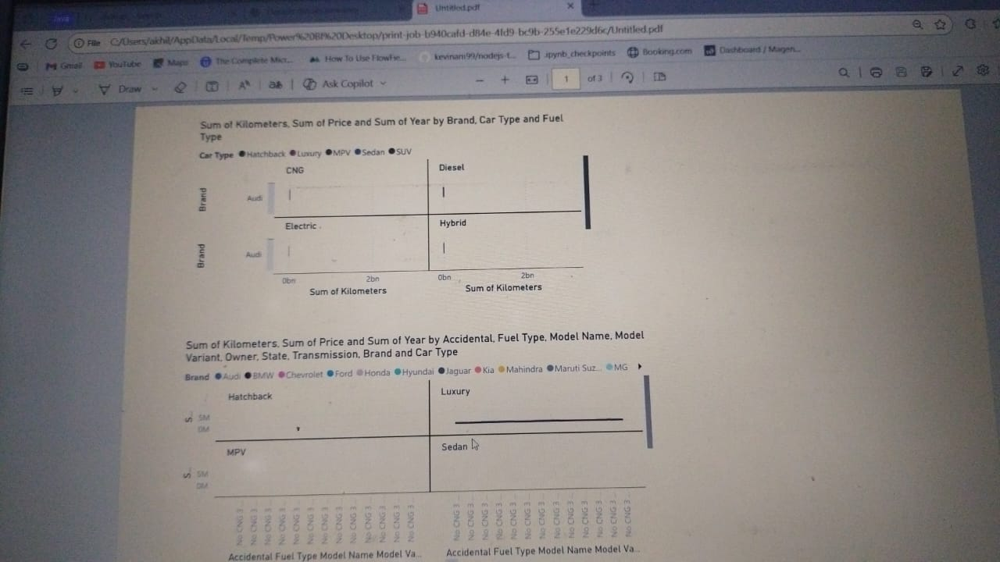 Java
Untitled.pdf
File C:/Users/akhil/AppData/Local/Temp/Power%20BI%20Desktop/print-job-b940cafd-d84e-4fd9-bc9b-255e1e229d6c/Untitled.pdf
Gmail YouTube Maps The Complete Micr... How To Use FlowFie... kevinam99/nodejs-t... .ipynb_checkpoints Booking.com Dashboard / Magen...
Draw Ask Copilot 1 of 3
Sum of Kilometers, Sum of Price and Sum of Year by Brand, Car Type and Fuel
Type
Car Type Hatchback Luxury MPV Sedan SUV
CNG Diesel
Brand Audi
Electric Hybrid
Brand Audi
0bn 2bn 0bn 2bn
Sum of Kilometers Sum of Kilometers
Sum of Kilometers, Sum of Price and Sum of Year by Accidental, Fuel Type, Model Name, Model
Variant, Owner, State, Transmission, Brand and Car Type
Brand Audi BMW Chevrolet Ford Honda Hyundai Jaguar Kia Mahindra Maruti Suz... MG
Hatchback Luxury
S... 5M
0M
MPV Sedan
S... 5M
0M
No CNG 3 ... No CNG 3 ... No CNG 3 ... No CNG 3 ... No CNG 3 ... No CNG 3 ... No CNG 3 ... No CNG 3 ... No CNG 3 ... No CNG 3 ... No CNG 3 ... No CNG 3 ... No CNG 3 ... No CNG 3 ... No CNG 3 ... No CNG 3 ... No CNG 3 ... No CNG 3 ... No CNG 3 ... No CNG 3 ... No CNG 3 ... No CNG 3 ... No CNG 3 ... No CNG 3 ... No CNG 3 ... No CNG 3 ...
Accidental Fuel Type Model Name Model Va... Accidental Fuel Type Model Name Model Va...